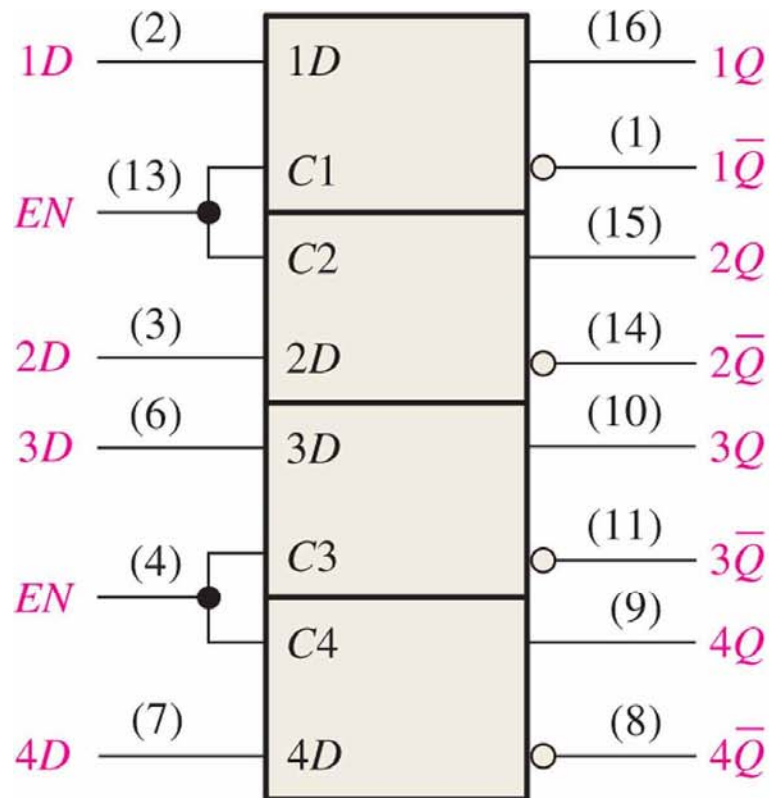 1D (2) 1D (16) 1Q
(13) C1 (1) 1Q̅
EN C2 (15) 2Q
2D (3) 2D (14) 2Q̅
3D (6) 3D (10) 3Q
(4) C3 (11) 3Q̅
EN C4 (9) 4Q
4D (7) 4D (8) 4Q̅